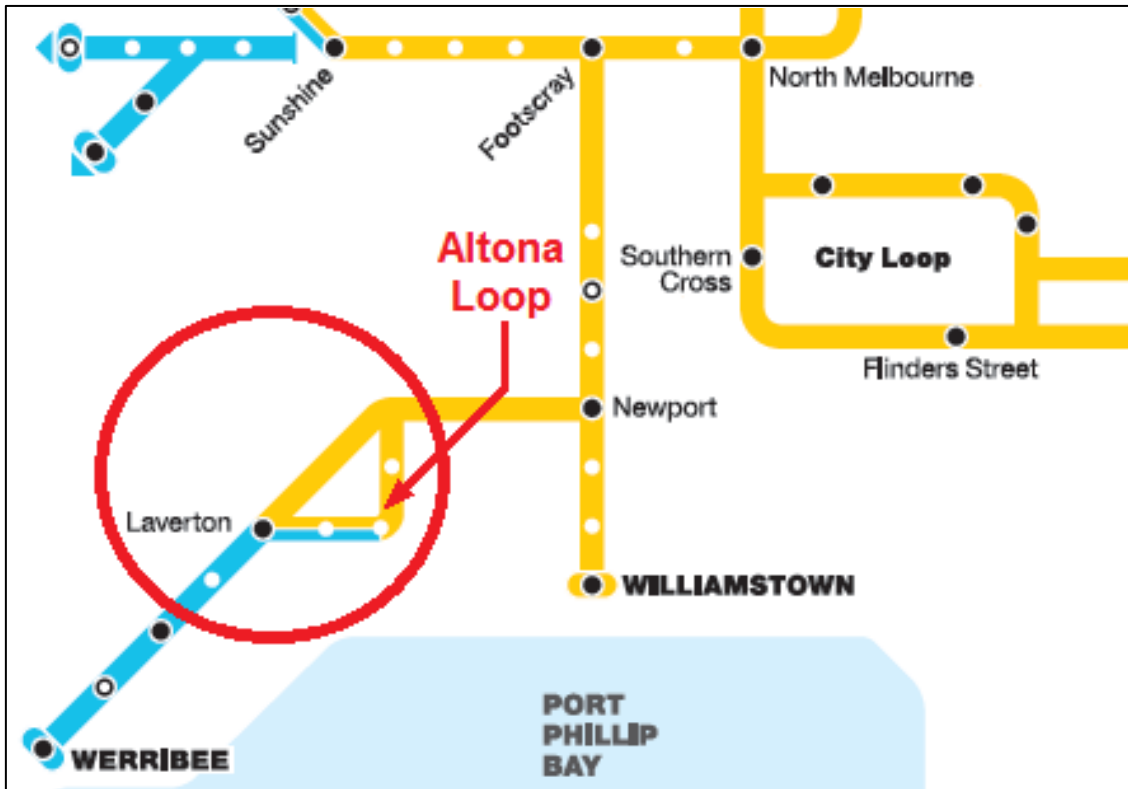 Sunshine
Footscray
North Melbourne
Altona
Loop
Southern
Cross
City Loop
Flinders Street
Newport
Laverton
WILLIAMSTOWN
PORT
PHILLIP
BAY
WERRIBEE